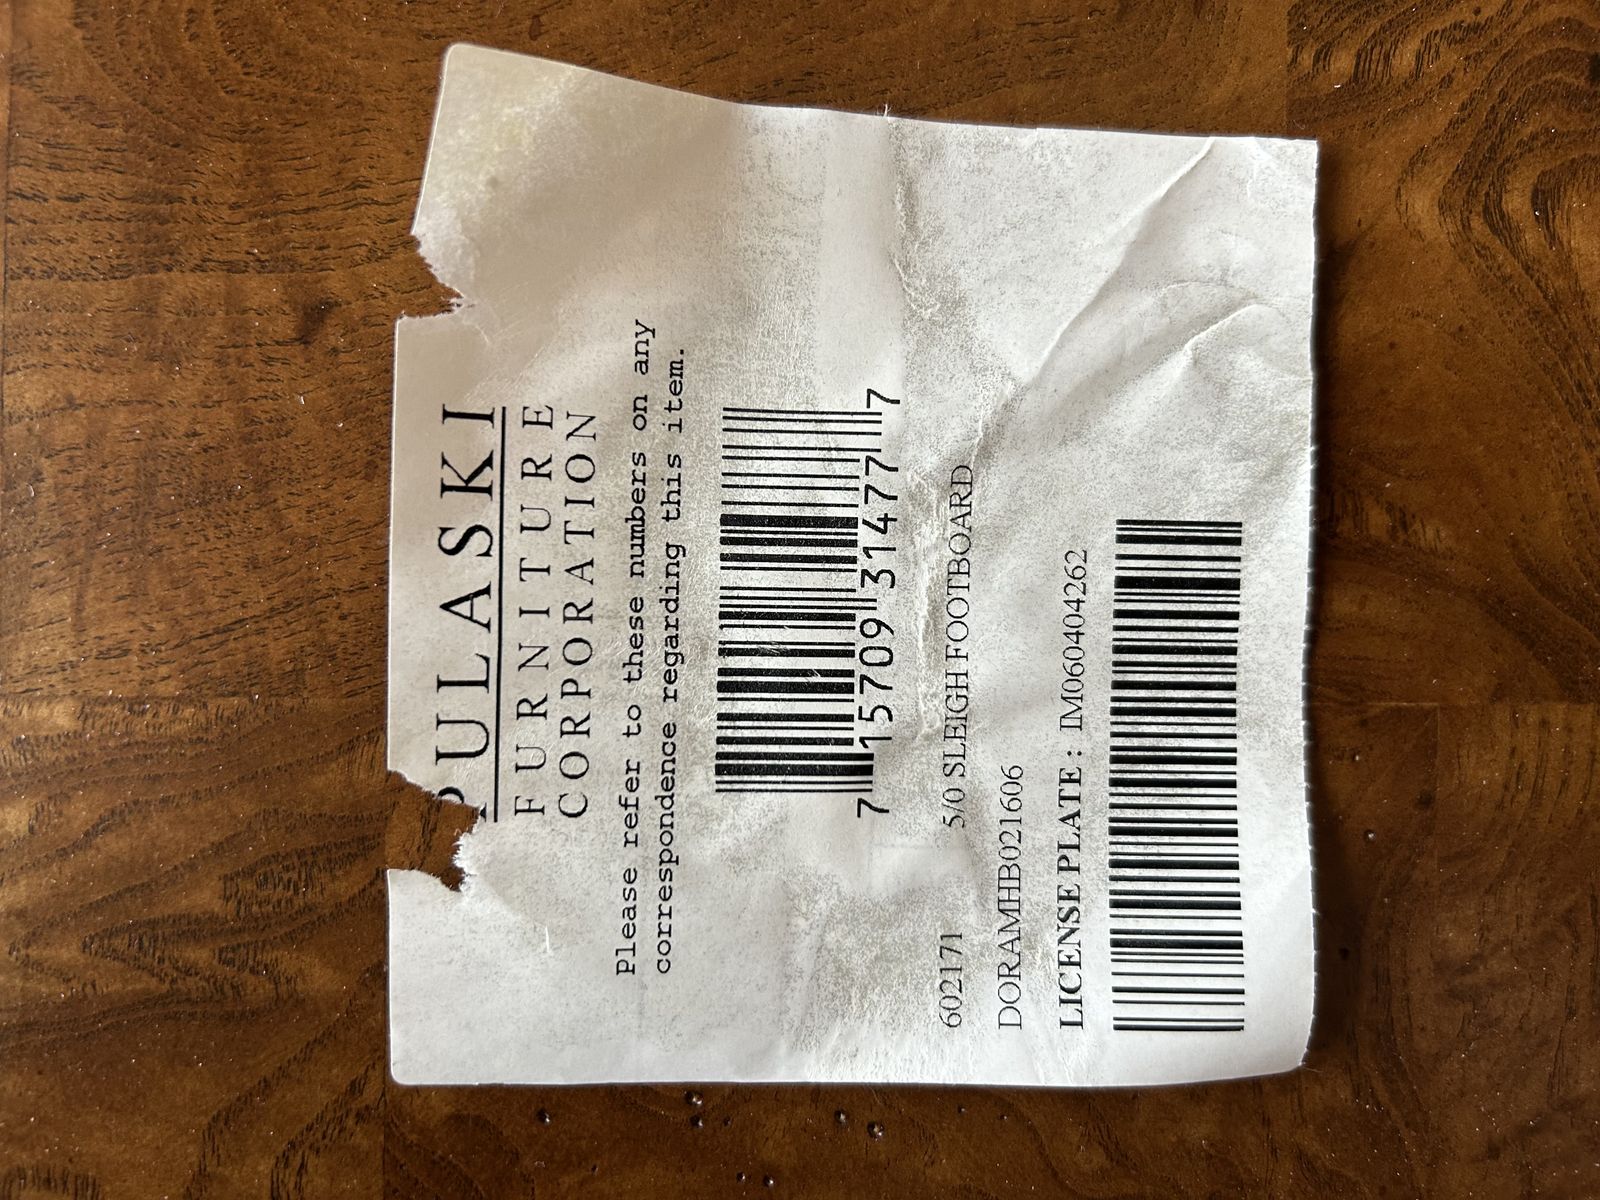 PULASKI
FURNITURE
CORPORATION
Please refer to these numbers on any
correspondence regarding this item.
7 15709 31477 7
602171 5/0 SLEIGH FOOTBOARD
DORAMHB021606
LICENSE PLATE : IM060404262